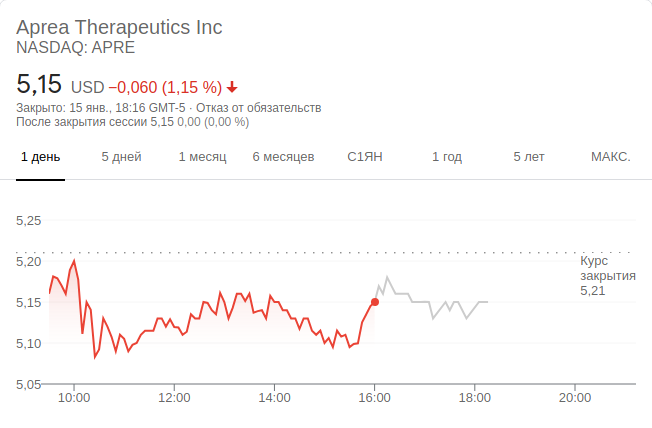 Aprea Therapeutics Inc
NASDAQ: APRE
5,15 USD −0,060 (1,15 %)
Закрыто: 15 янв., 18:16 GMT-5 · Отказ от обязательств
После закрытия сессии 5,15 0,00 (0,00 %)
1 день 5 дней 1 месяц 6 месяцев С1ЯН 1 год 5 лет МАКС.
5,25
5,20
Курс
закрытия
5,21
5,15
5,10
5,05
10:00 12:00 14:00 16:00 18:00 20:00